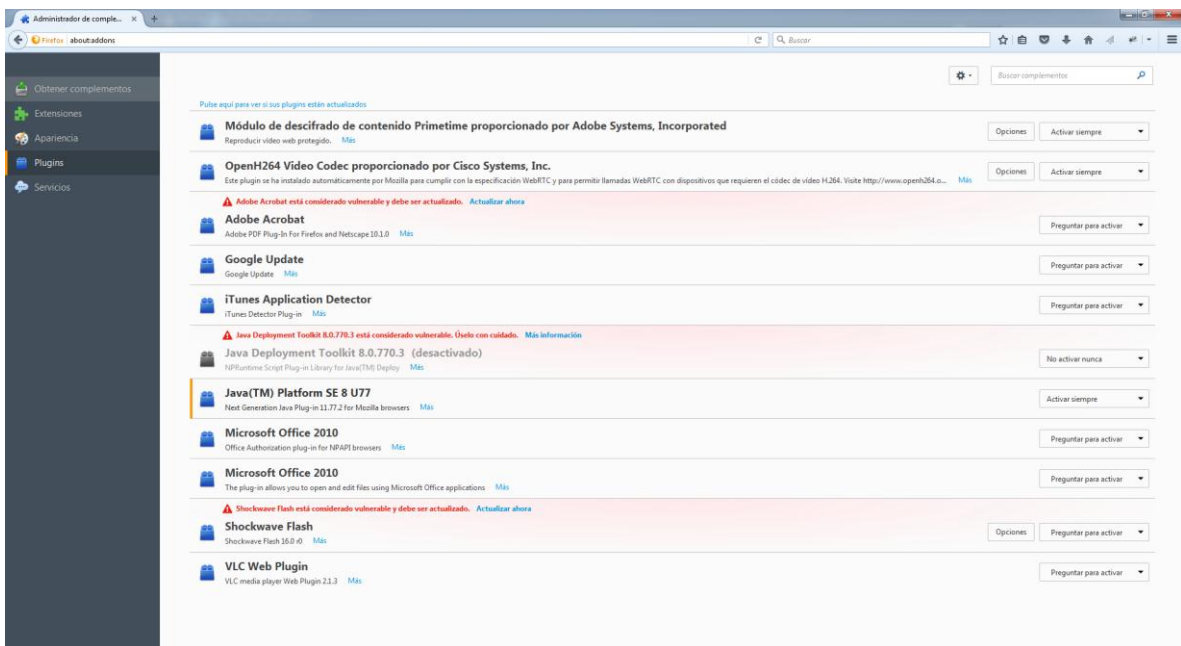 Administrador de comple...
Firefox about:addons
Buscar
Obtener complementos
Extensiones
Apariencia
Plugins
Servicios
Buscar complementos
Pulse aquí para ver si sus plugins están actualizados
Módulo de descifrado de contenido Primetime proporcionado por Adobe Systems, Incorporated
Reproducir vídeo web protegido. Más
Opciones Activar siempre
OpenH264 Video Codec proporcionado por Cisco Systems, Inc.
Este plugin se ha instalado automáticamente por Mozilla para cumplir con la especificación WebRTC y para permitir llamadas WebRTC con dispositivos que requieren el códec de vídeo H.264. Visite http://www.openh264.o... Más
Opciones Activar siempre
Adobe Acrobat está considerado vulnerable y debe ser actualizado. Actualizar ahora
Adobe Acrobat
Adobe PDF Plug-In For Firefox and Netscape 10.1.0 Más
Preguntar para activar
Google Update
Google Update Más
Preguntar para activar
iTunes Application Detector
iTunes Detector Plug-in Más
Preguntar para activar
Java Deployment Toolkit 8.0.770.3 está considerado vulnerable. Úselo con cuidado. Más información
Java Deployment Toolkit 8.0.770.3 (desactivado)
NPRuntime Script Plug-in Library for Java(TM) Deploy Más
No activar nunca
Java(TM) Platform SE 8 U77
Next Generation Java Plug-in 11.77.2 for Mozilla browsers Más
Activar siempre
Microsoft Office 2010
Office Authorization plug-in for NPAPI browsers Más
Preguntar para activar
Microsoft Office 2010
The plug-in allows you to open and edit files using Microsoft Office applications Más
Preguntar para activar
Shockwave Flash está considerado vulnerable y debe ser actualizado. Actualizar ahora
Shockwave Flash
Shockwave Flash 16.0 r0 Más
Opciones Preguntar para activar
VLC Web Plugin
VLC media player Web Plugin 2.1.3 Más
Preguntar para activar